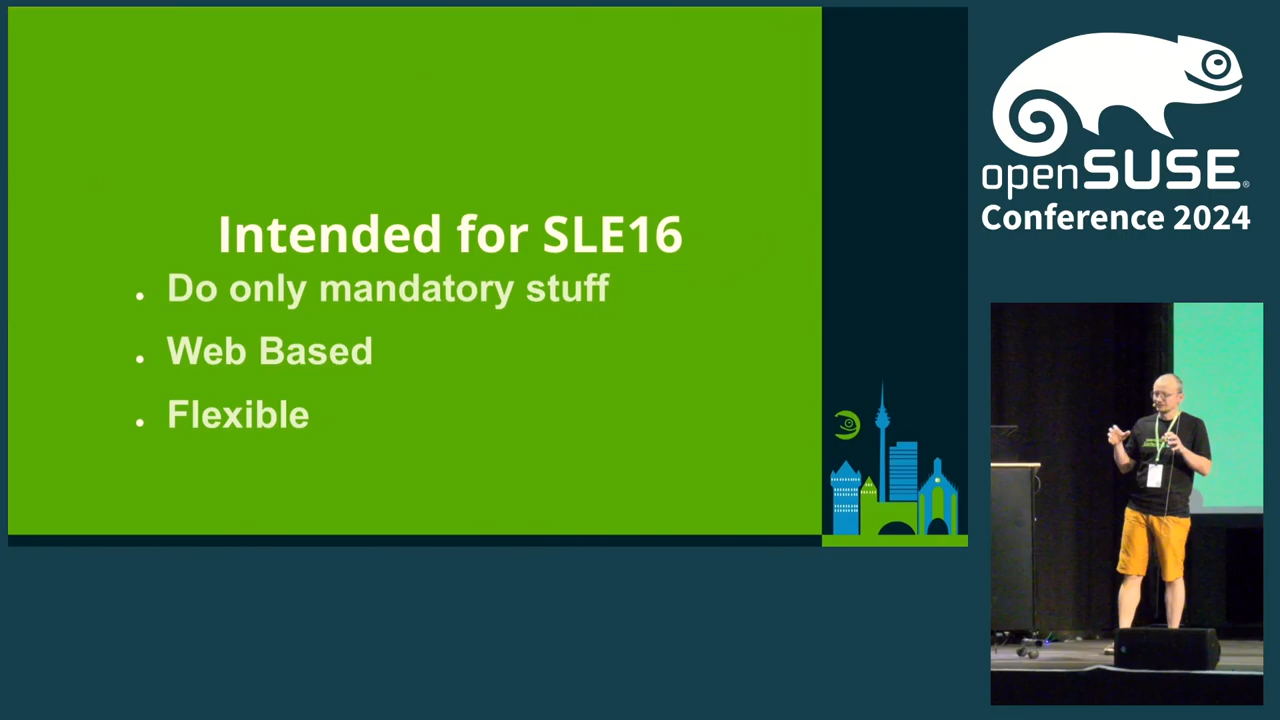 Intended for SLE16
Do only mandatory stuff
Web Based
Flexible
openSUSE®
Conference 2024